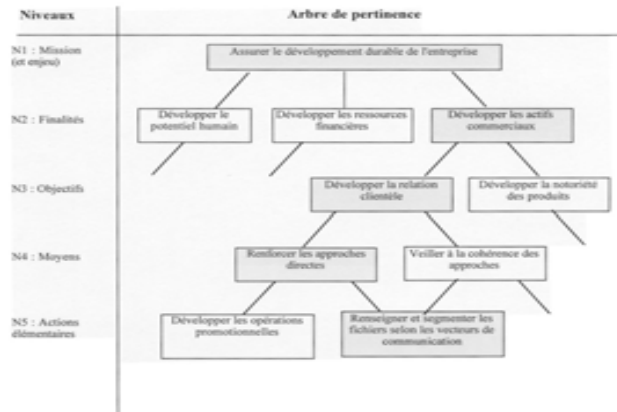 Niveaux
Arbre de pertinence
N1 : Mission
(et enjeu)
Assurer le développement durable de l'entreprise
N2 : Finalités
Développer le
potentiel humain
Développer les ressources
financières
Développer les actifs
commerciaux
N3 : Objectifs
Développer la relation
clientèle
Développer la notoriété
des produits
N4 : Moyens
Renforcer les approches
directes
Veiller à la cohérence des
approches
N5 : Actions
élémentaires
Développer les opérations
promotionnelles
Renseigner et segmenter les
fichiers selon les vecteurs de
communication